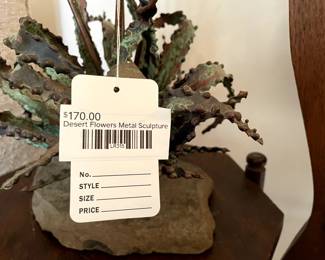 $170.00
Desert Flowers Metal Sculpture
No.
STYLE
SIZE
PRICE